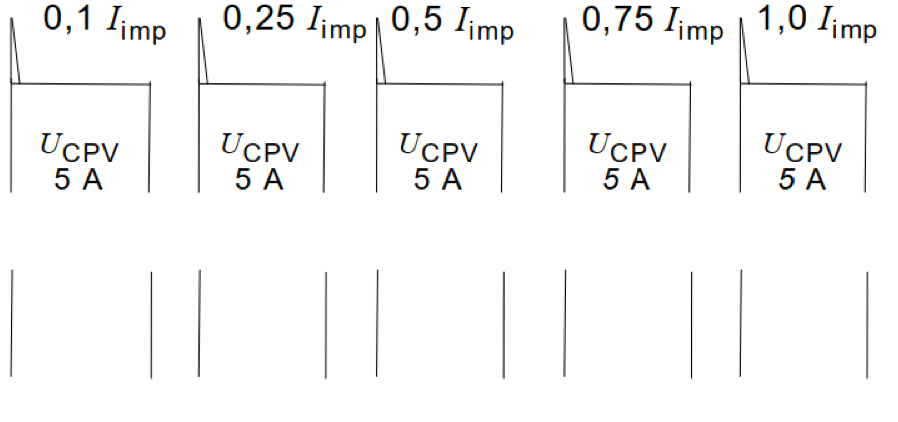 0,1 Iimp 0,25 Iimp 0,5 Iimp 0,75 Iimp 1,0 Iimp
UCPV UCPV UCPV UCPV UCPV
5 A 5 A 5 A 5 A 5 A